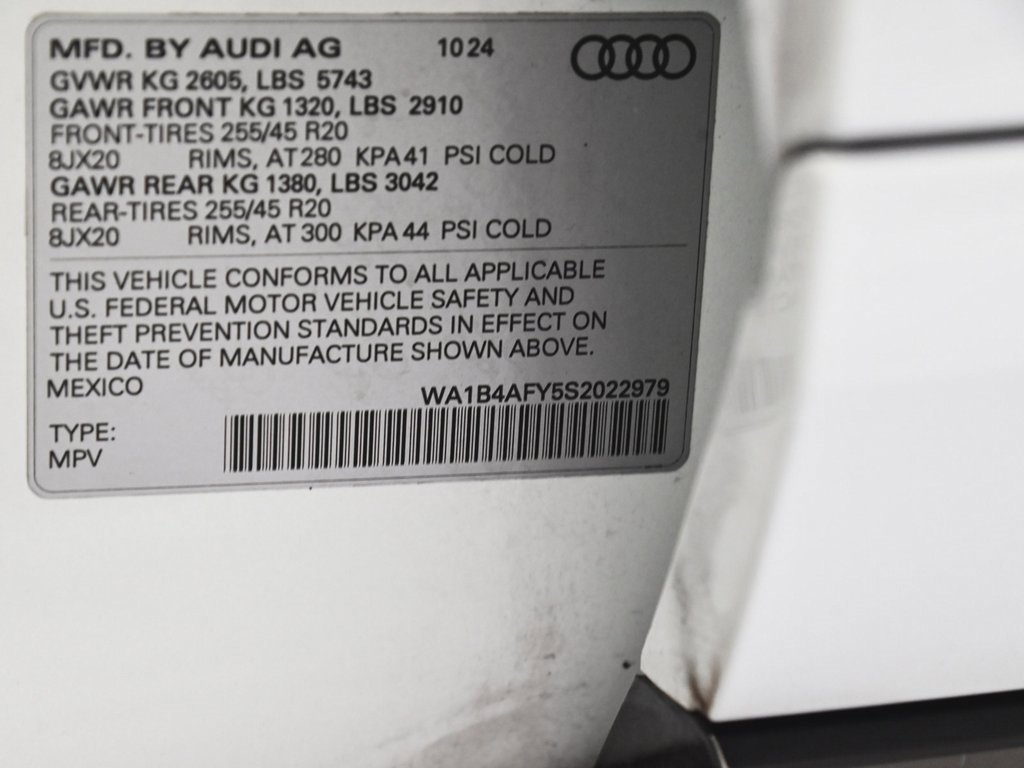 MFD. BY AUDI AG 10 24
GVWR KG 2605, LBS 5743
GAWR FRONT KG 1320, LBS 2910
FRONT-TIRES 255/45 R20
8JX20 RIMS, AT 280 KPA 41 PSI COLD
GAWR REAR KG 1380, LBS 3042
REAR-TIRES 255/45 R20
8JX20 RIMS, AT 300 KPA 44 PSI COLD
THIS VEHICLE CONFORMS TO ALL APPLICABLE
U.S. FEDERAL MOTOR VEHICLE SAFETY AND
THEFT PREVENTION STANDARDS IN EFFECT ON
THE DATE OF MANUFACTURE SHOWN ABOVE.
MEXICO
WA1B4AFY5S2022979
TYPE:
MPV